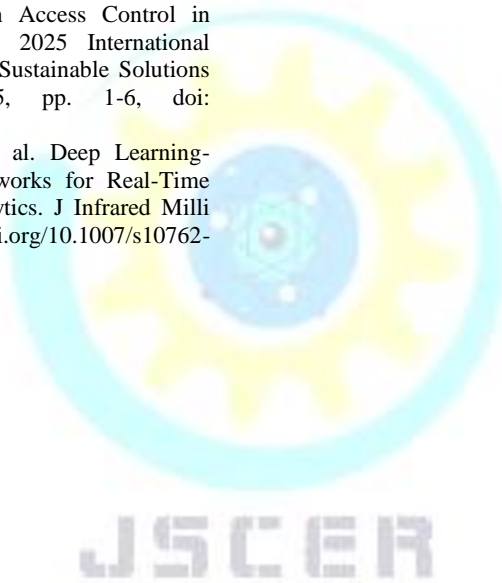 Access Control in
2025 International
Sustainable Solutions
pp. 1-6, doi:
al. Deep Learning-
works for Real-Time
ytics. J Infrared Milli
i.org/10.1007/s10762-
JSCER